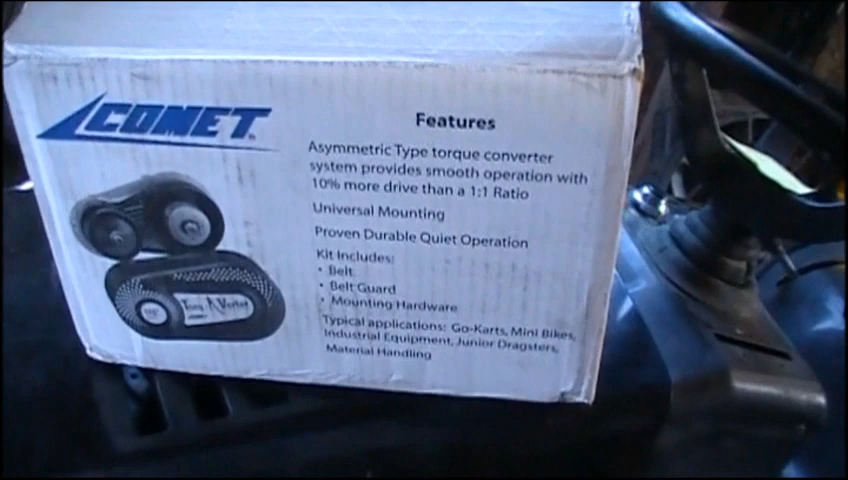 COMET
Features
Asymmetric Type torque converter
system provides smooth operation with
10% more drive than a 1:1 Ratio
Universal Mounting
Proven Durable Quiet Operation
Kit Includes:
• Belt
• Belt Guard
• Mounting Hardware
Typical applications: Go-Karts, Mini Bikes,
Industrial Equipment, Junior Dragsters,
Material Handling
Torq-A-Verter